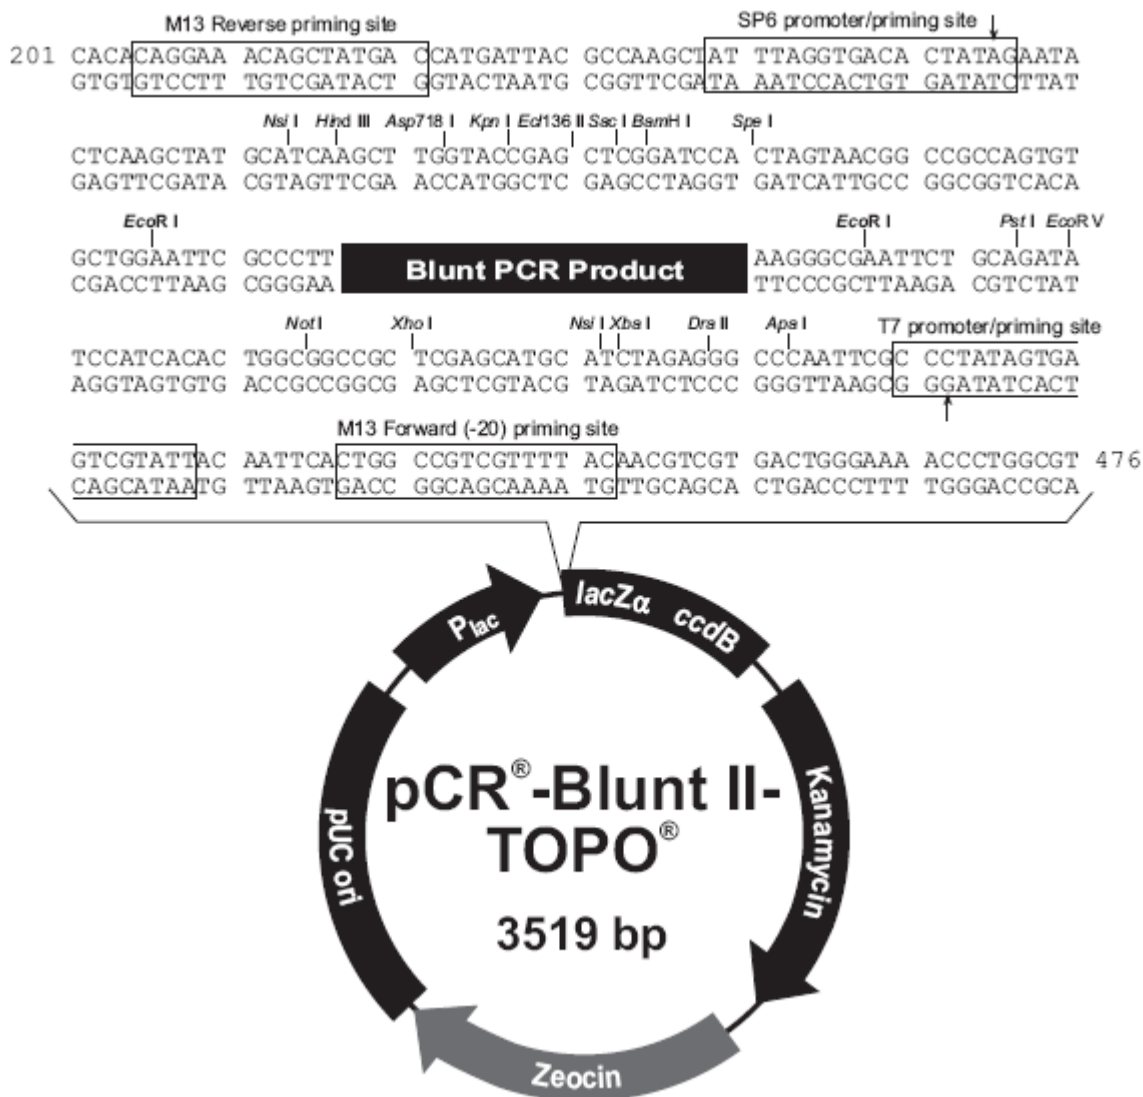 M13 Reverse priming site SP6 promoter/priming site
201 CACACAGGAA ACAGCTATGAC CATGATTAC GCCAAGCTAT TTAGGTGACA CTATAGAATA
GTGTGTCCTT TGTCGATACTG GTACTAATG CGGTTCGATA AATCCACTGT GATATCTTAT
Nsi I Hind III Asp718 I Kpn I Ecl136 II Sac I BamH I Spe I
CTCAAGCTAT GCATCAAGCT TGGTACCGAG CTCGGATCCA CTAGTAACGG CCGCCAGTGT
GAGTTCGATA CGTAGTTCGA ACCATGGCTC GAGCCTAGGT GATCATTGCC GGCGGTCACA
EcoR I EcoR I Pst I EcoR V
GCTGGAATTC GCCCTT Blunt PCR Product AAGGGCGAATTCT GCAGATA
CGACCTTAAG CGGGAA TTCCCGCTTAAGA CGTCTAT
Not I Xho I Nsi I Xba I Dra II Apa I T7 promoter/priming site
TCCATCACAC TGGCGGCCGC TCGAGCATGC ATCTAGAGGG CCCAATTCGC CCTATAGTGA
AGGTAGTGTG ACCGCCGGCG AGCTCGTACG TAGATCTCCC GGGTTAAGCG GGATATCACT
M13 Forward (-20) priming site
GTCGTATTAC AATTCACTGG CCGTCGTTTT ACAACGTCGT GACTGGGAAA ACCCTGGCGT 476
CAGCATAATG TTAAGTGACC GGCAGCAAAA TGTTGCAGCA CTGACCCTTT TGGGACCGCA
Plac lacZα ccdB
Kanamycin
pUC ori
pCR®-Blunt II-
TOPO®
3519 bp
Zeocin